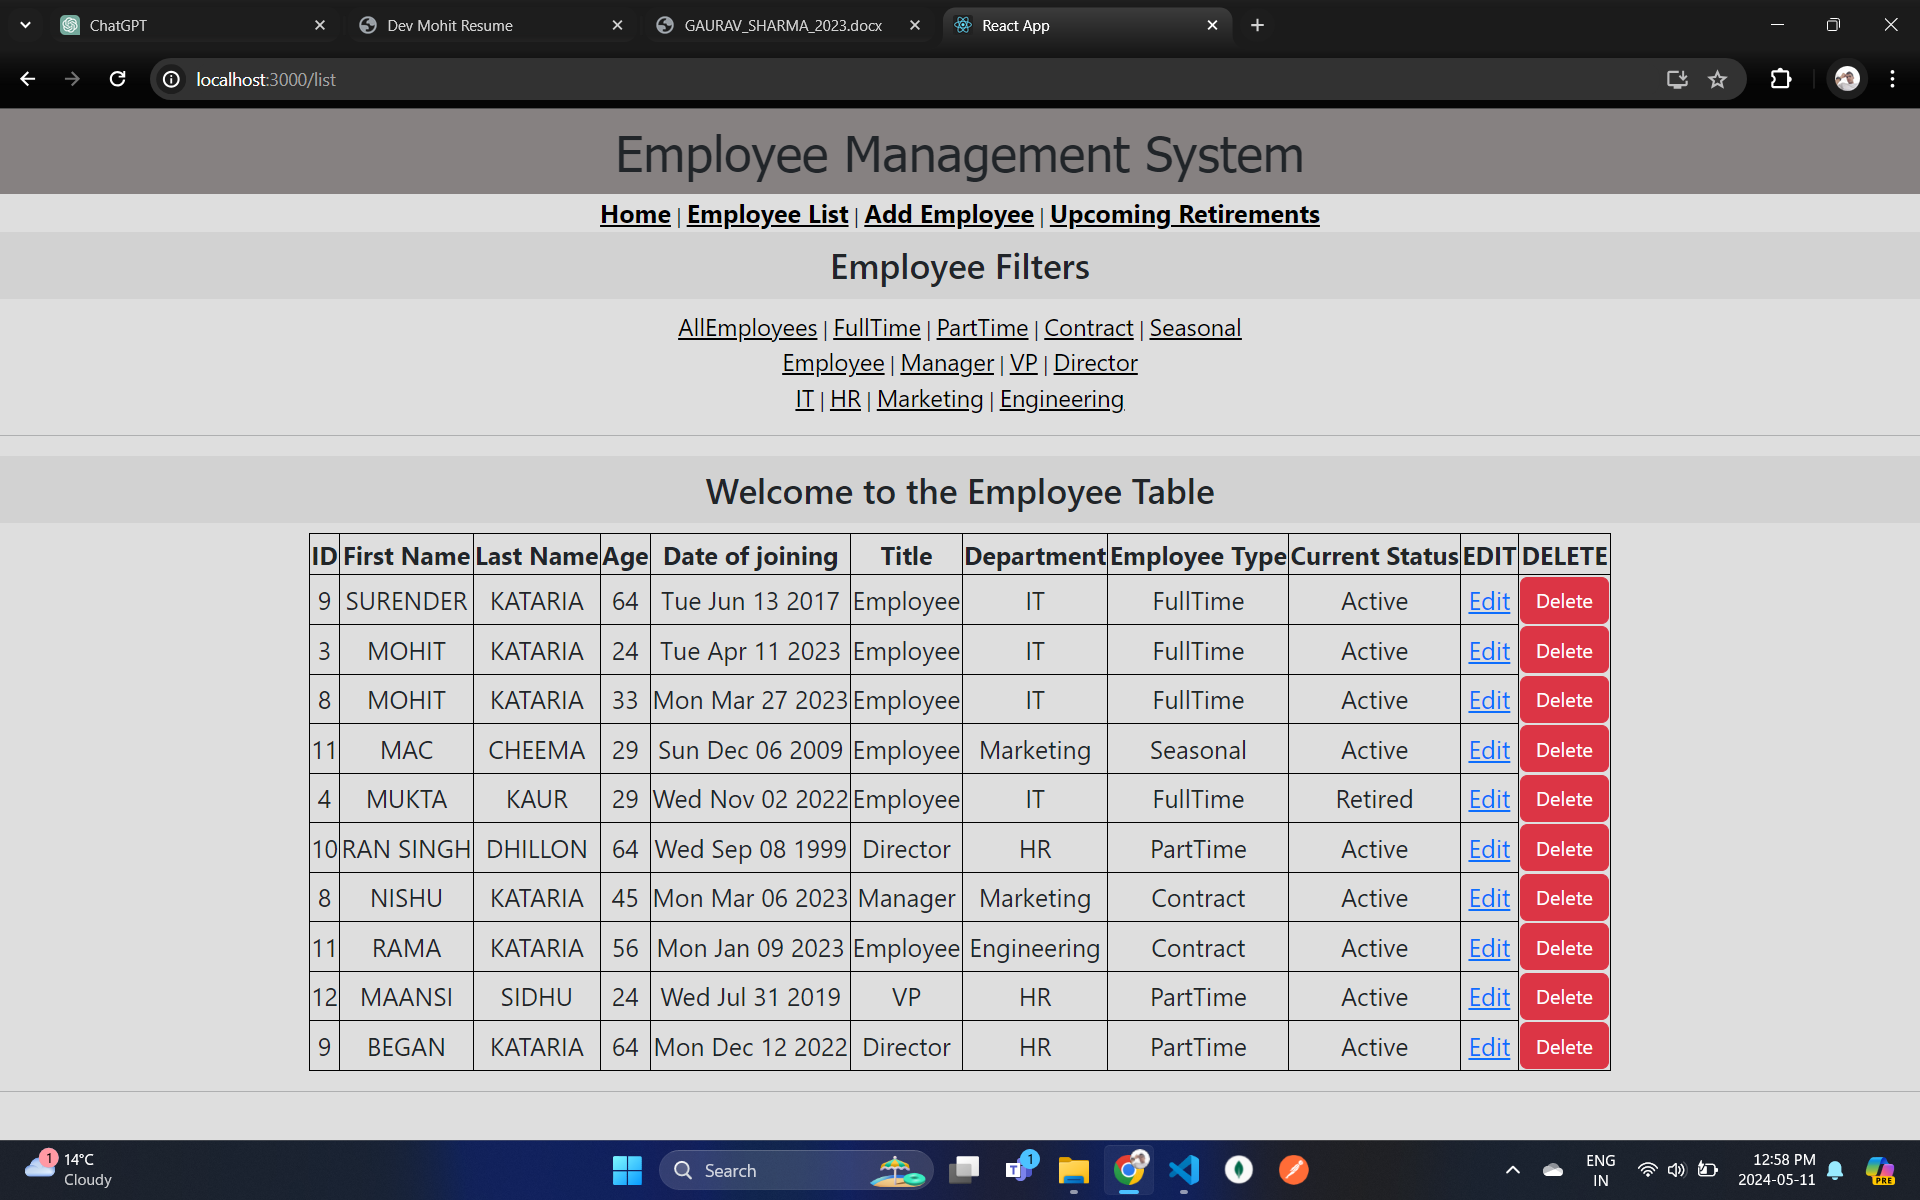 ChatGPT Dev Mohit Resume GAURAV_SHARMA_2023.docx React App
localhost:3000/list
Employee Management System
Home | Employee List | Add Employee | Upcoming Retirements
Employee Filters
AllEmployees | FullTime | PartTime | Contract | Seasonal
Employee | Manager | VP | Director
IT | HR | Marketing | Engineering
Welcome to the Employee Table
ID First Name Last Name Age Date of joining Title Department Employee Type Current Status EDIT DELETE
9 SURENDER KATARIA 64 Tue Jun 13 2017 Employee IT FullTime Active Edit Delete
3 MOHIT KATARIA 24 Tue Apr 11 2023 Employee IT FullTime Active Edit Delete
8 MOHIT KATARIA 33 Mon Mar 27 2023 Employee IT FullTime Active Edit Delete
11 MAC CHEEMA 29 Sun Dec 06 2009 Employee Marketing Seasonal Active Edit Delete
4 MUKTA KAUR 29 Wed Nov 02 2022 Employee IT FullTime Retired Edit Delete
10 RAN SINGH DHILLON 64 Wed Sep 08 1999 Director HR PartTime Active Edit Delete
8 NISHU KATARIA 45 Mon Mar 06 2023 Manager Marketing Contract Active Edit Delete
11 RAMA KATARIA 56 Mon Jan 09 2023 Employee Engineering Contract Active Edit Delete
12 MAANSI SIDHU 24 Wed Jul 31 2019 VP HR PartTime Active Edit Delete
9 BEGAN KATARIA 64 Mon Dec 12 2022 Director HR PartTime Active Edit Delete
1 14°C
Cloudy
Search
T 1
ENG
IN
12:58 PM
2024-05-11
PRE